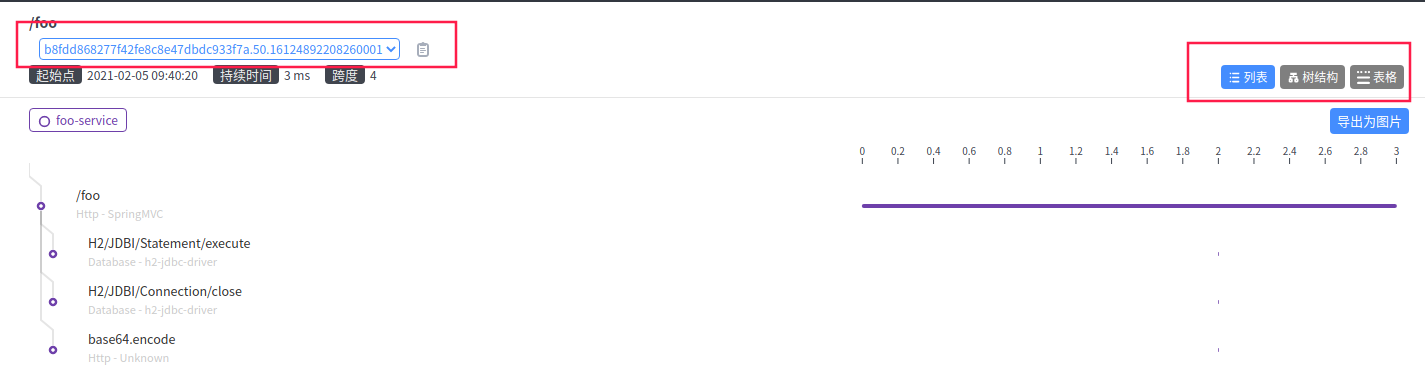 /foo
b8fdd868277f42fe8c8e47dbdc933f7a.50.16124892208260001
起始点 2021-02-05 09:40:20 持续时间 3 ms 跨度 4
列表 树结构 表格
foo-service
导出为图片
0 0.2 0.4 0.6 0.8 1 1.2 1.4 1.6 1.8 2 2.2 2.4 2.6 2.8 3
/foo
Http - SpringMVC
H2/JDBI/Statement/execute
Database - h2-jdbc-driver
H2/JDBI/Connection/close
Database - h2-jdbc-driver
base64.encode
Http - Unknown